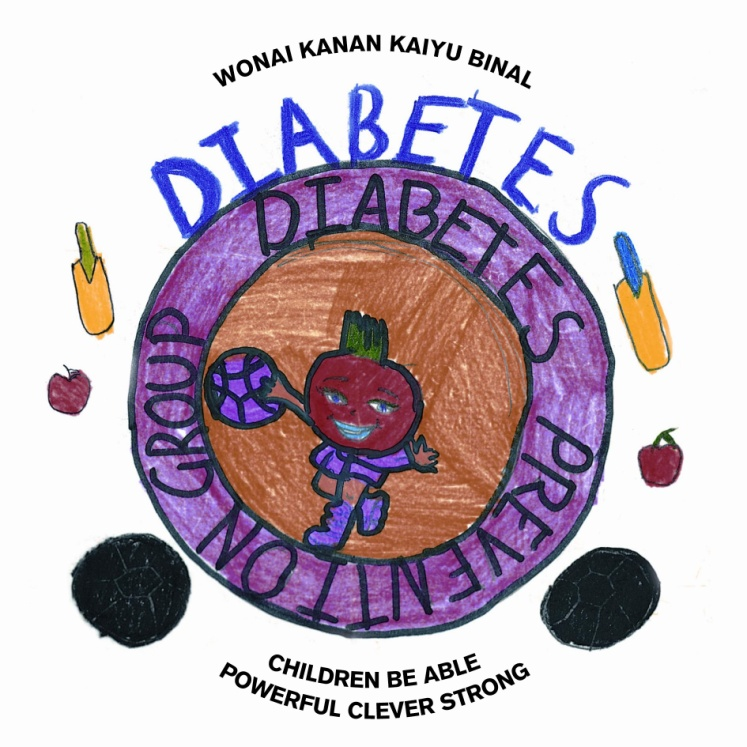 WONAI KANAN KAIYU BINAL
DIABETES
DIABETES PREVENTION GROUP
CHILDREN BE ABLE
POWERFUL CLEVER STRONG